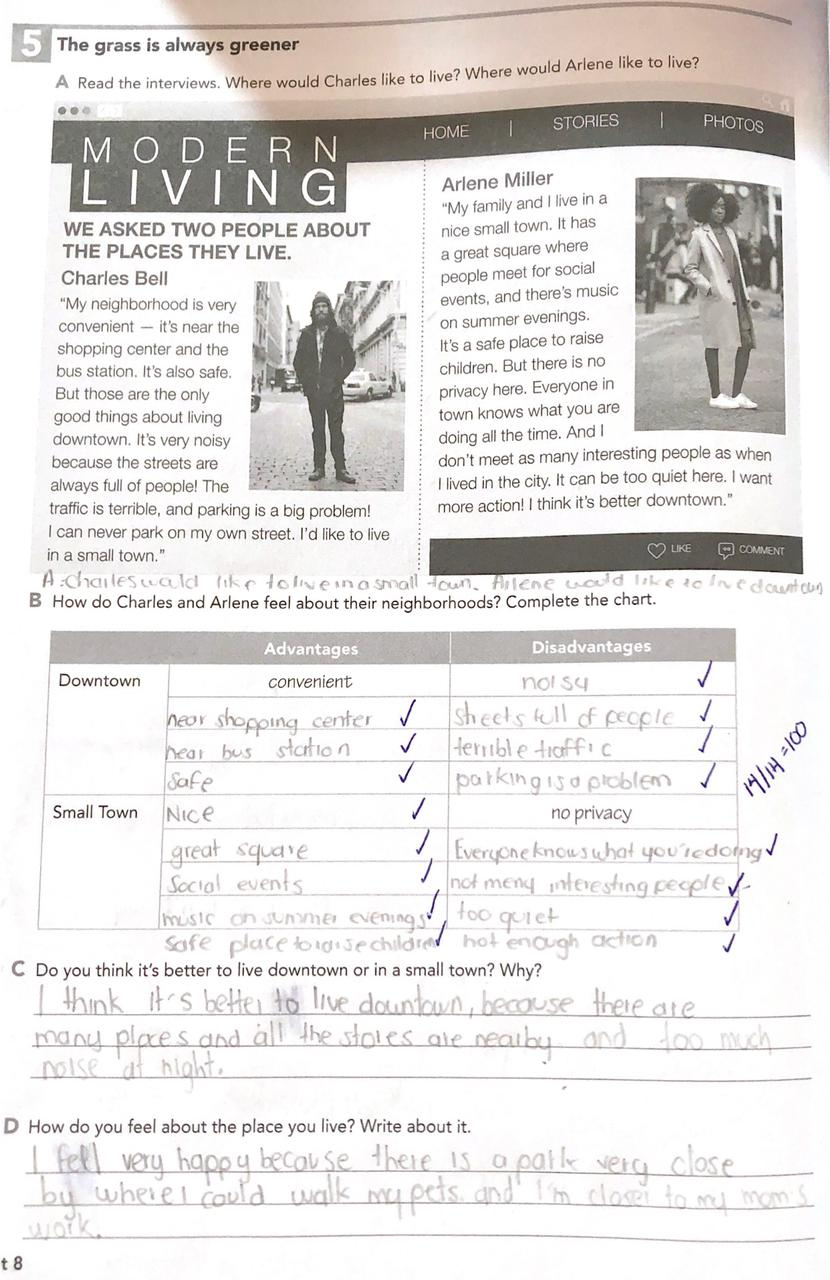 5 The grass is always greener
A Read the interviews. Where would Charles like to live? Where would Arlene like to live?
HOME | STORIES | PHOTOS
MODERN
LIVING
WE ASKED TWO PEOPLE ABOUT
THE PLACES THEY LIVE.
Charles Bell
“My neighborhood is very
convenient — it’s near the
shopping center and the
bus station. It’s also safe.
But those are the only
good things about living
downtown. It’s very noisy
because the streets are
always full of people! The
traffic is terrible, and parking is a big problem!
I can never park on my own street. I’d like to live
in a small town.”
Arlene Miller
“My family and I live in a
nice small town. It has
a great square where
people meet for social
events, and there’s music
on summer evenings.
It’s a safe place to raise
children. But there is no
privacy here. Everyone in
town knows what you are
doing all the time. And I
don’t meet as many interesting people as when
I lived in the city. It can be too quiet here. I want
more action! I think it’s better downtown.”
LIKE COMMENT
A: charles wald like to live in a small town. Arlene would like to live downtown
B How do Charles and Arlene feel about their neighborhoods? Complete the chart.
Advantages Disadvantages
Downtown convenient noisy
near shopping center streets full of people
near bus station terrible traffic
Safe parking is a problem
14/14=100
Small Town Nice no privacy
great square Everyone knows what you're doing
Social events not meny interesting people
music on summer evenings too quiet
Safe place to raise children not enough action
C Do you think it’s better to live downtown or in a small town? Why?
I think it's better to live downtown, because there are
many places and all the stores are nearby and too much
noise at night.
D How do you feel about the place you live? Write about it.
I feel very happy because there is a park very close
by where I could walk my pets. and I'm closer to my mom's
work.
t 8